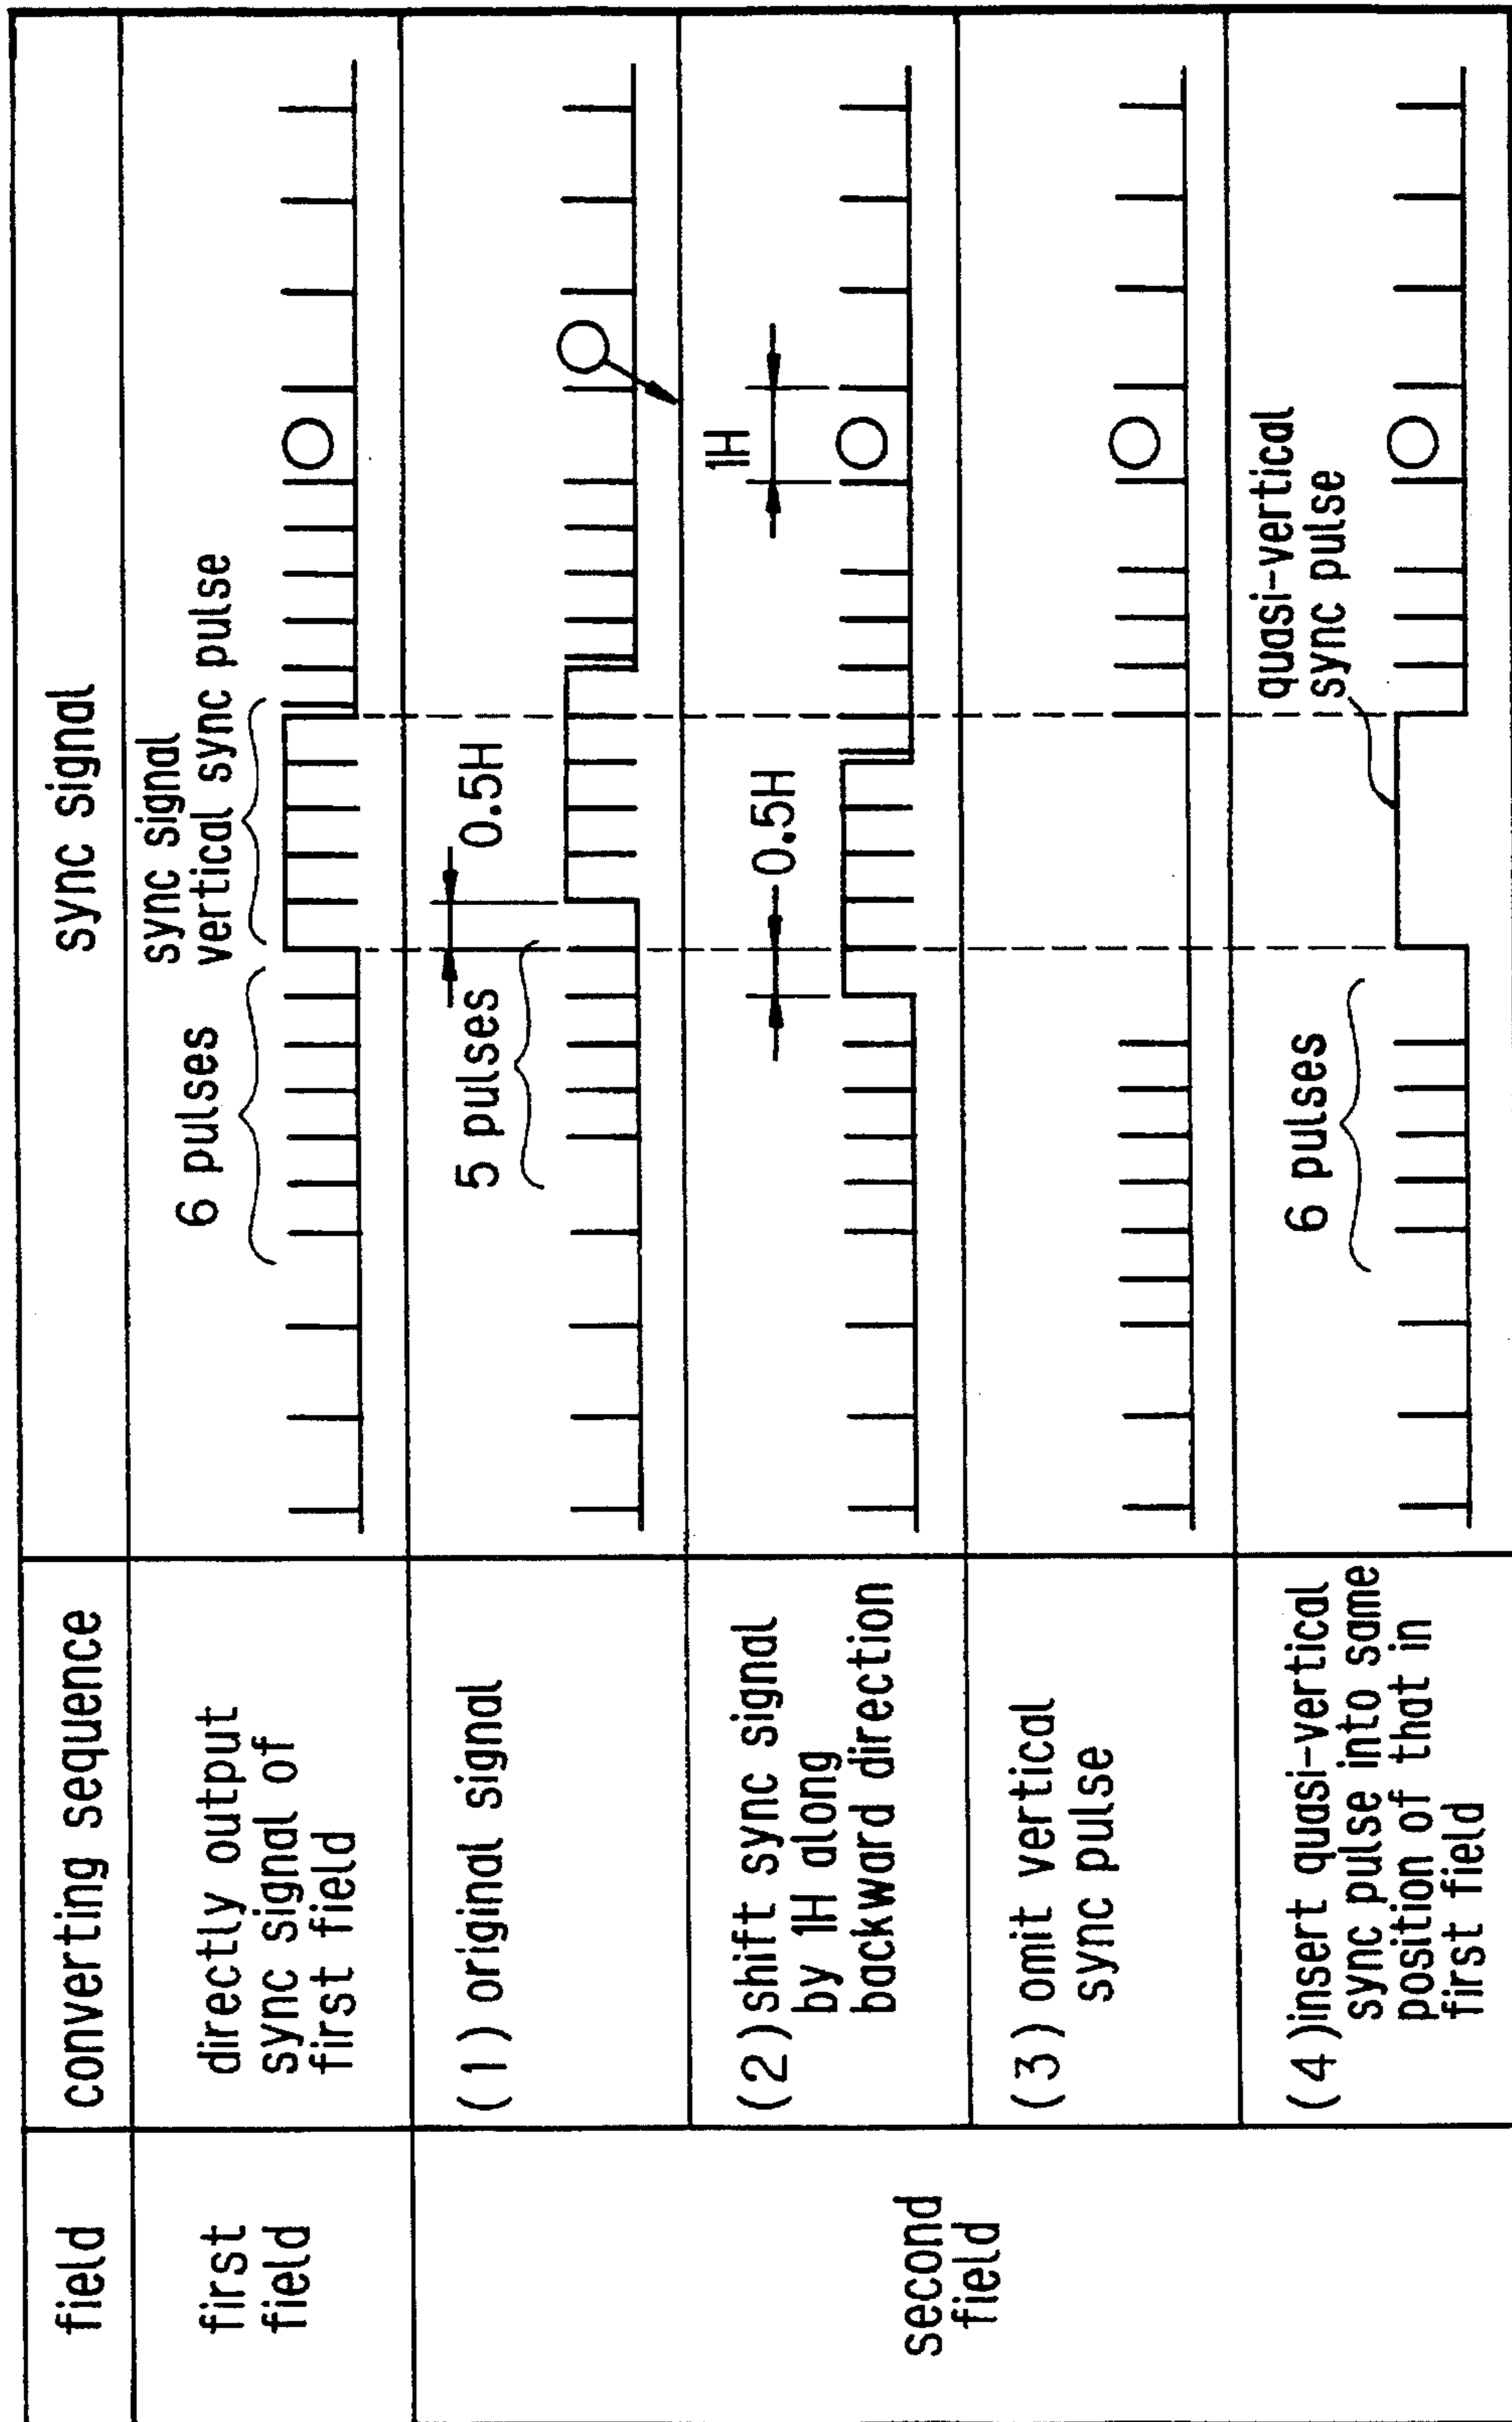 field
converting sequence
sync signal
first
field
directly output
sync signal of
first field
6 pulses
sync signal
vertical sync pulse
second
field
(1) original signal
5 pulses
0.5H
(2) shift sync signal
by 1H along
backward direction
0.5H
1H
(3) omit vertical
sync pulse
(4) insert quasi-vertical
sync pulse into same
position of that in
first field
6 pulses
quasi-vertical
sync pulse